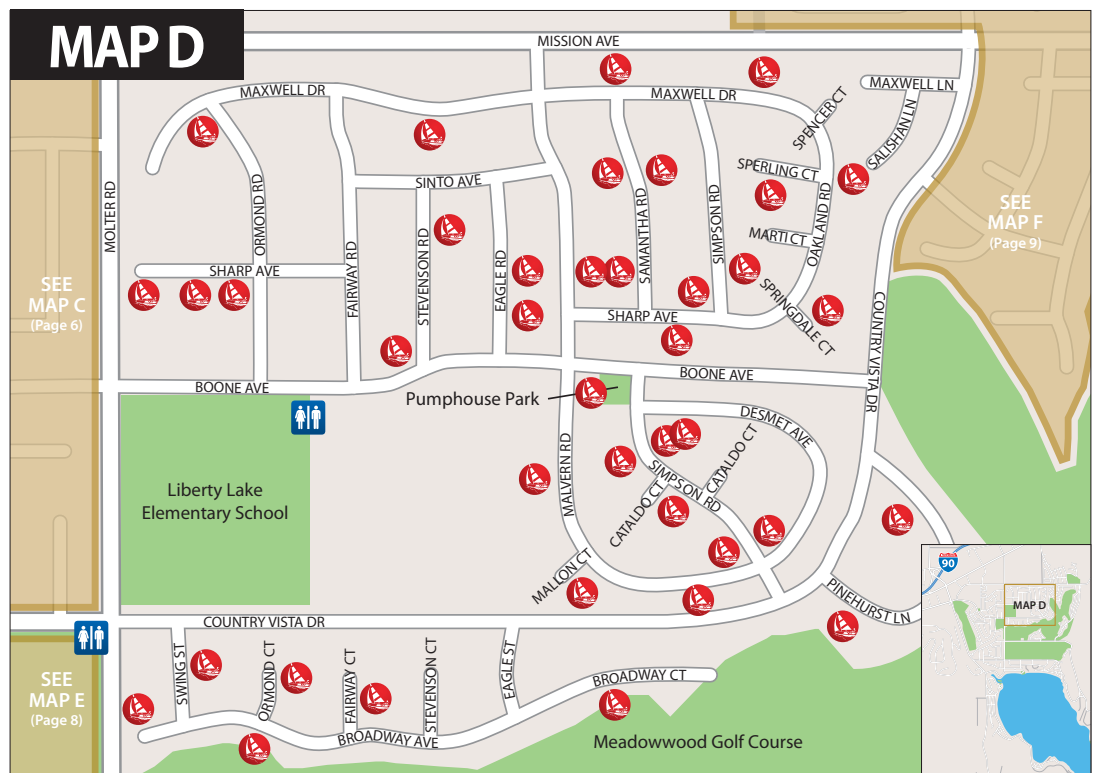 MAP D
MISSION AVE
MAXWELL DR
MAXWELL DR
MAXWELL LN
SPENCER CT
SALISHAN LN
SPERLING CT
SINTO AVE
MOLTER RD
ORMOND RD
FAIRWAY RD
STEVENSON RD
EAGLE RD
SAMANTHA RD
SIMPSON RD
OAKLAND RD
MARTI CT
SEE
MAP F
(Page 9)
SHARP AVE
SEE
MAP C
(Page 6)
SPRINGDALE CT
SHARP AVE
COUNTRY VISTA DR
BOONE AVE
BOONE AVE
Pumphouse Park
DESMET AVE
MALVERN RD
SIMPSON RD
CATALDO CT
CATALDO CT
Liberty Lake
Elementary School
MALLON CT
PINEHURST LN
90
MAP D
COUNTRY VISTA DR
SEE
MAP E
(Page 8)
SWING ST
ORMOND CT
FAIRWAY CT
STEVENSON CT
EAGLE ST
BROADWAY CT
BROADWAY AVE
Meadowwood Golf Course